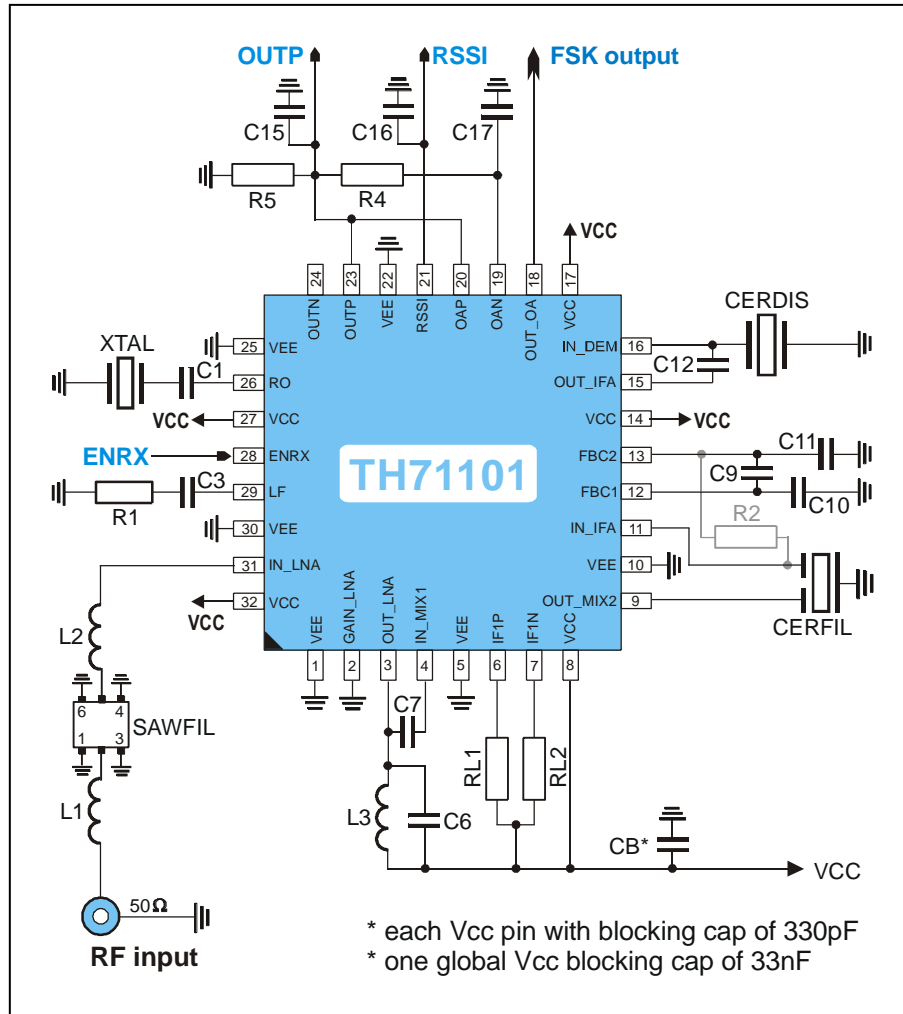 OUTP RSSI FSK output
C15 C16 C17
R5 R4
VCC
24 23 22 21 20 19 18 17
OUTN OUTP VEE RSSI OAP OAN OUT_OA VCC
CERDIS
XTAL
25 VEE IN_DEM 16
C1 C12
26 RO OUT_IFA 15
VCC 27 VCC VCC 14 VCC
C11
ENRX 28 ENRX FBC2 13
TH71101
C3 C9
29 LF FBC1 12
R1 C10
R2
30 VEE IN_IFA 11
31 IN_LNA VEE 10
32 VCC OUT_MIX2 9
VCC
CERFIL
L2
VEE GAIN_LNA OUT_LNA IN_MIX1 VEE IF1P IF1N VCC
1 2 3 4 5 6 7 8
6 4
C7
SAWFIL
1 3
RL1 RL2
L1
L3 C6
CB*
VCC
50Ω
RF input
* each Vcc pin with blocking cap of 330pF
* one global Vcc blocking cap of 33nF